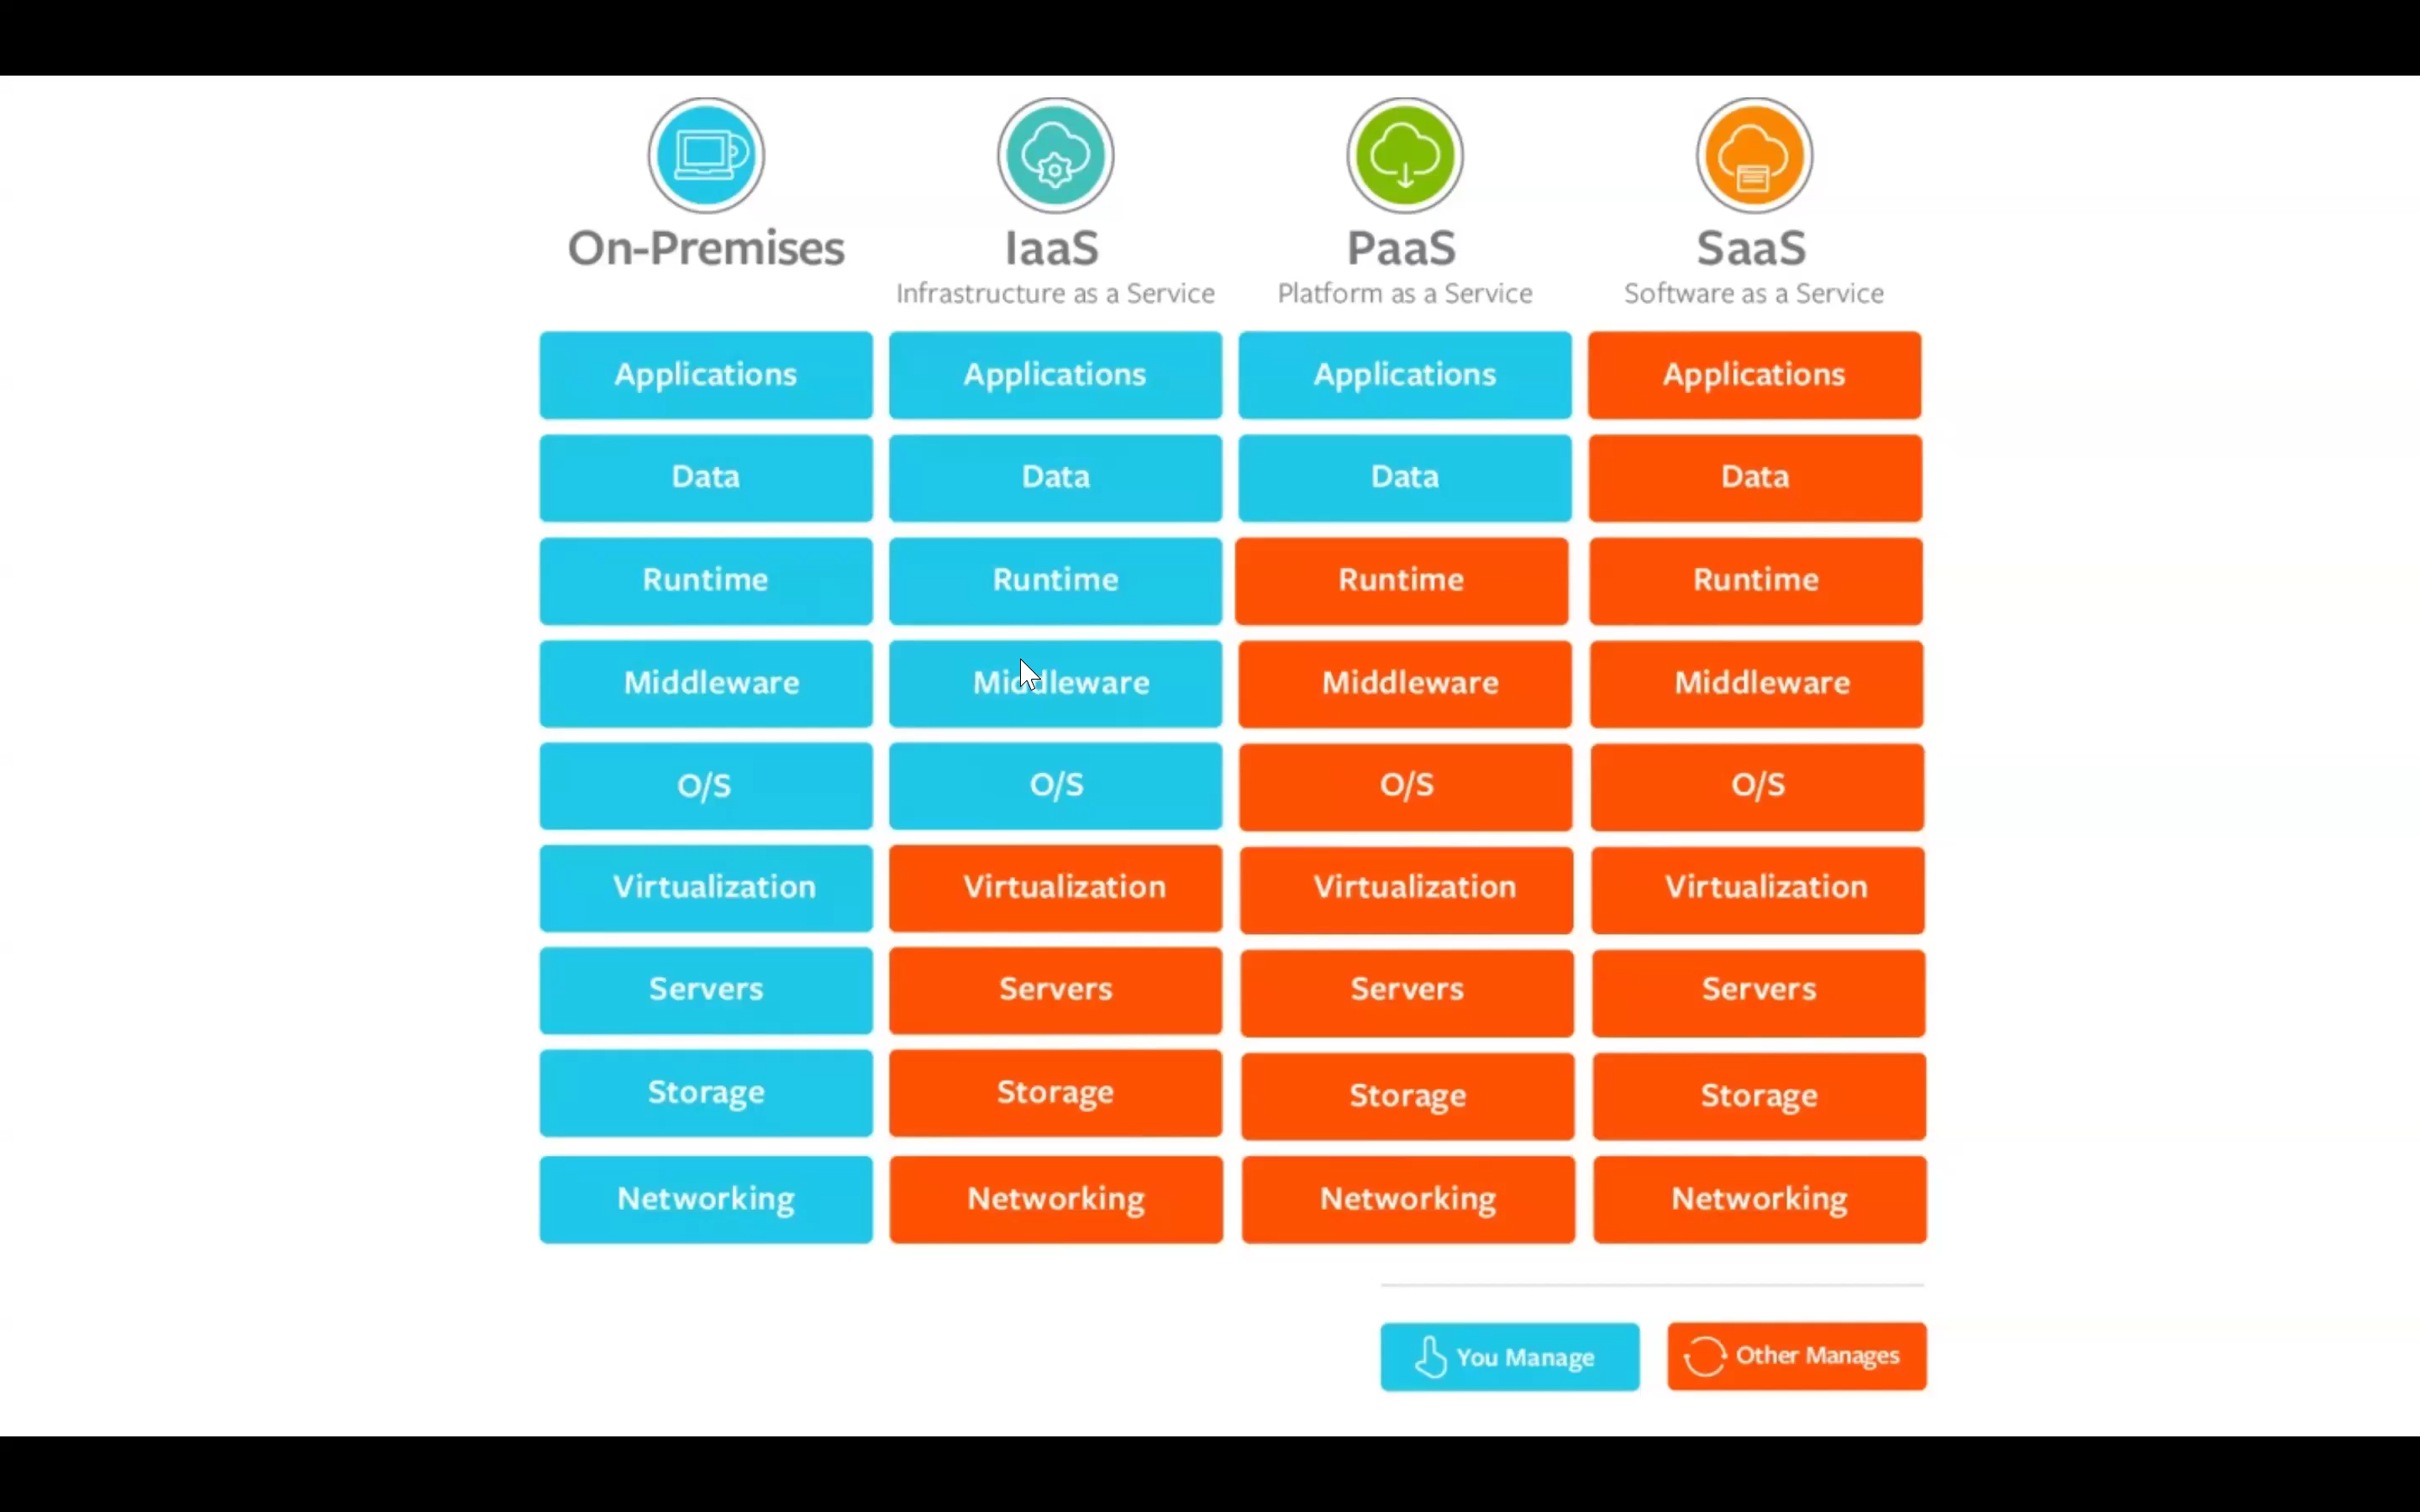 On-Premises
IaaS
Infrastructure as a Service
PaaS
Platform as a Service
SaaS
Software as a Service
Applications
Applications
Applications
Applications
Data
Data
Data
Data
Runtime
Runtime
Runtime
Runtime
Middleware
Middleware
Middleware
Middleware
O/S
O/S
O/S
O/S
Virtualization
Virtualization
Virtualization
Virtualization
Servers
Servers
Servers
Servers
Storage
Storage
Storage
Storage
Networking
Networking
Networking
Networking
You Manage
Other Manages